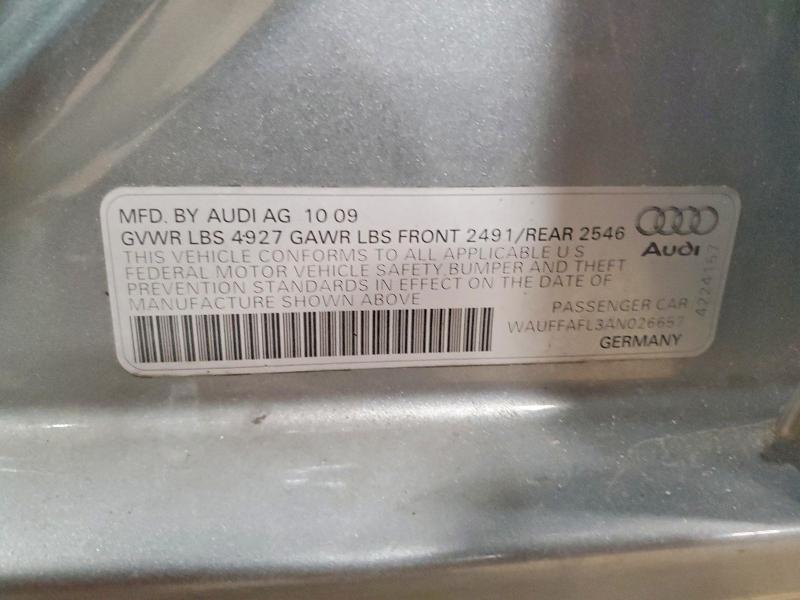 MFD. BY AUDI AG 10 09
GVWR LBS 4927 GAWR LBS FRONT 2491/REAR 2546
THIS VEHICLE CONFORMS TO ALL APPLICABLE U S
FEDERAL MOTOR VEHICLE SAFETY,BUMPER AND THEFT
PREVENTION STANDARDS IN EFFECT ON THE DATE OF
MANUFACTURE SHOWN ABOVE
Audi
PASSENGER CAR
WAUFFAFL3AN026657
GERMANY
4224157